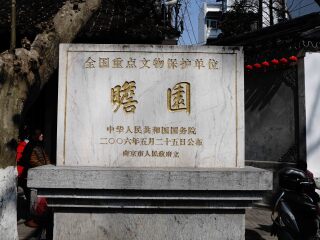 全国重点文物保护单位
瞻园
中华人民共和国国务院
二〇〇六年五月二十五日公布
南京市人民政府立